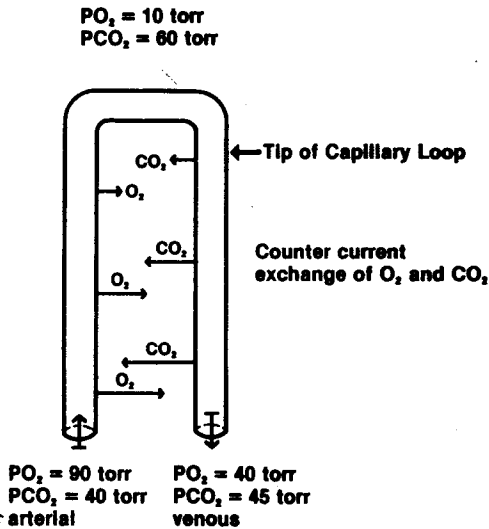 PO₂ = 10 torr
PCO₂ = 60 torr
CO₂
Tip of Capillary Loop
O₂
CO₂
Counter current
exchange of O₂ and CO₂
O₂
CO₂
O₂
PO₂ = 90 torr
PCO₂ = 40 torr
arterial
PO₂ = 40 torr
PCO₂ = 45 torr
venous